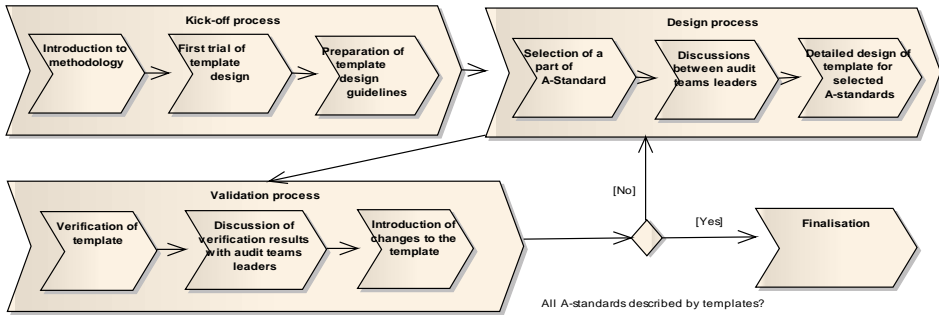 Kick-off process
Introduction to
methodology
First trial of
template
design
Preparation of
template
design
guidelines
Design process
Selection of a
part of
A-Standard
Discussions
between audit
teams leaders
Detailed design of
template for
selected
A-standards
Validation process
Verification of
template
Discussion of
verification results
with audit teams
leaders
Introduction of
changes to the
template
[No]
[Yes]
Finalisation
All A-standards described by templates?